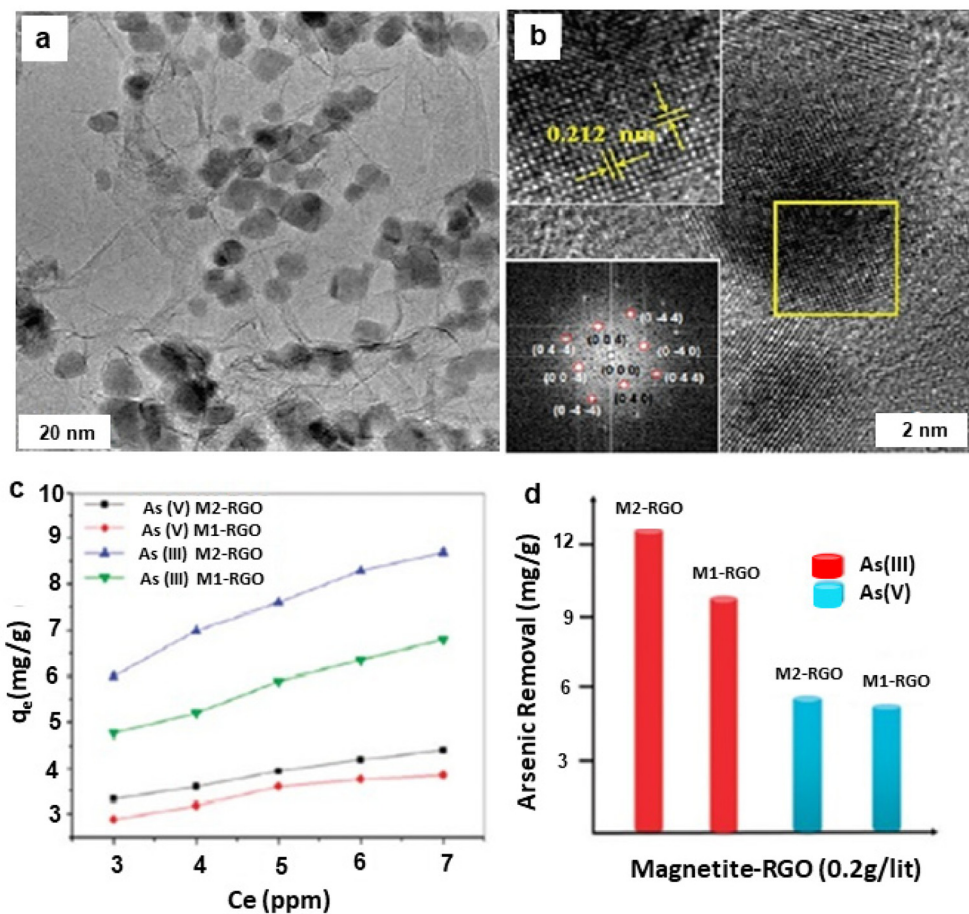 a
20 nm
b
0.212 nm
(0 -4 4)
(0 0 4)
(0 4 -4)
(0 -4 0)
(0 0 0)
(0 0 -4)
(0 4 4)
(0 4 0)
(0 -4 -4)
2 nm
c
As (V) M2-RGO
As (V) M1-RGO
As (III) M2-RGO
As (III) M1-RGO
10
9
8
7
6
5
4
3
qe(mg/g)
3 4 5 6 7
Ce (ppm)
d
M2-RGO
M1-RGO
As(III)
As(V)
M2-RGO
M1-RGO
12
9
6
3
Arsenic Removal (mg/g)
Magnetite-RGO (0.2g/lit)